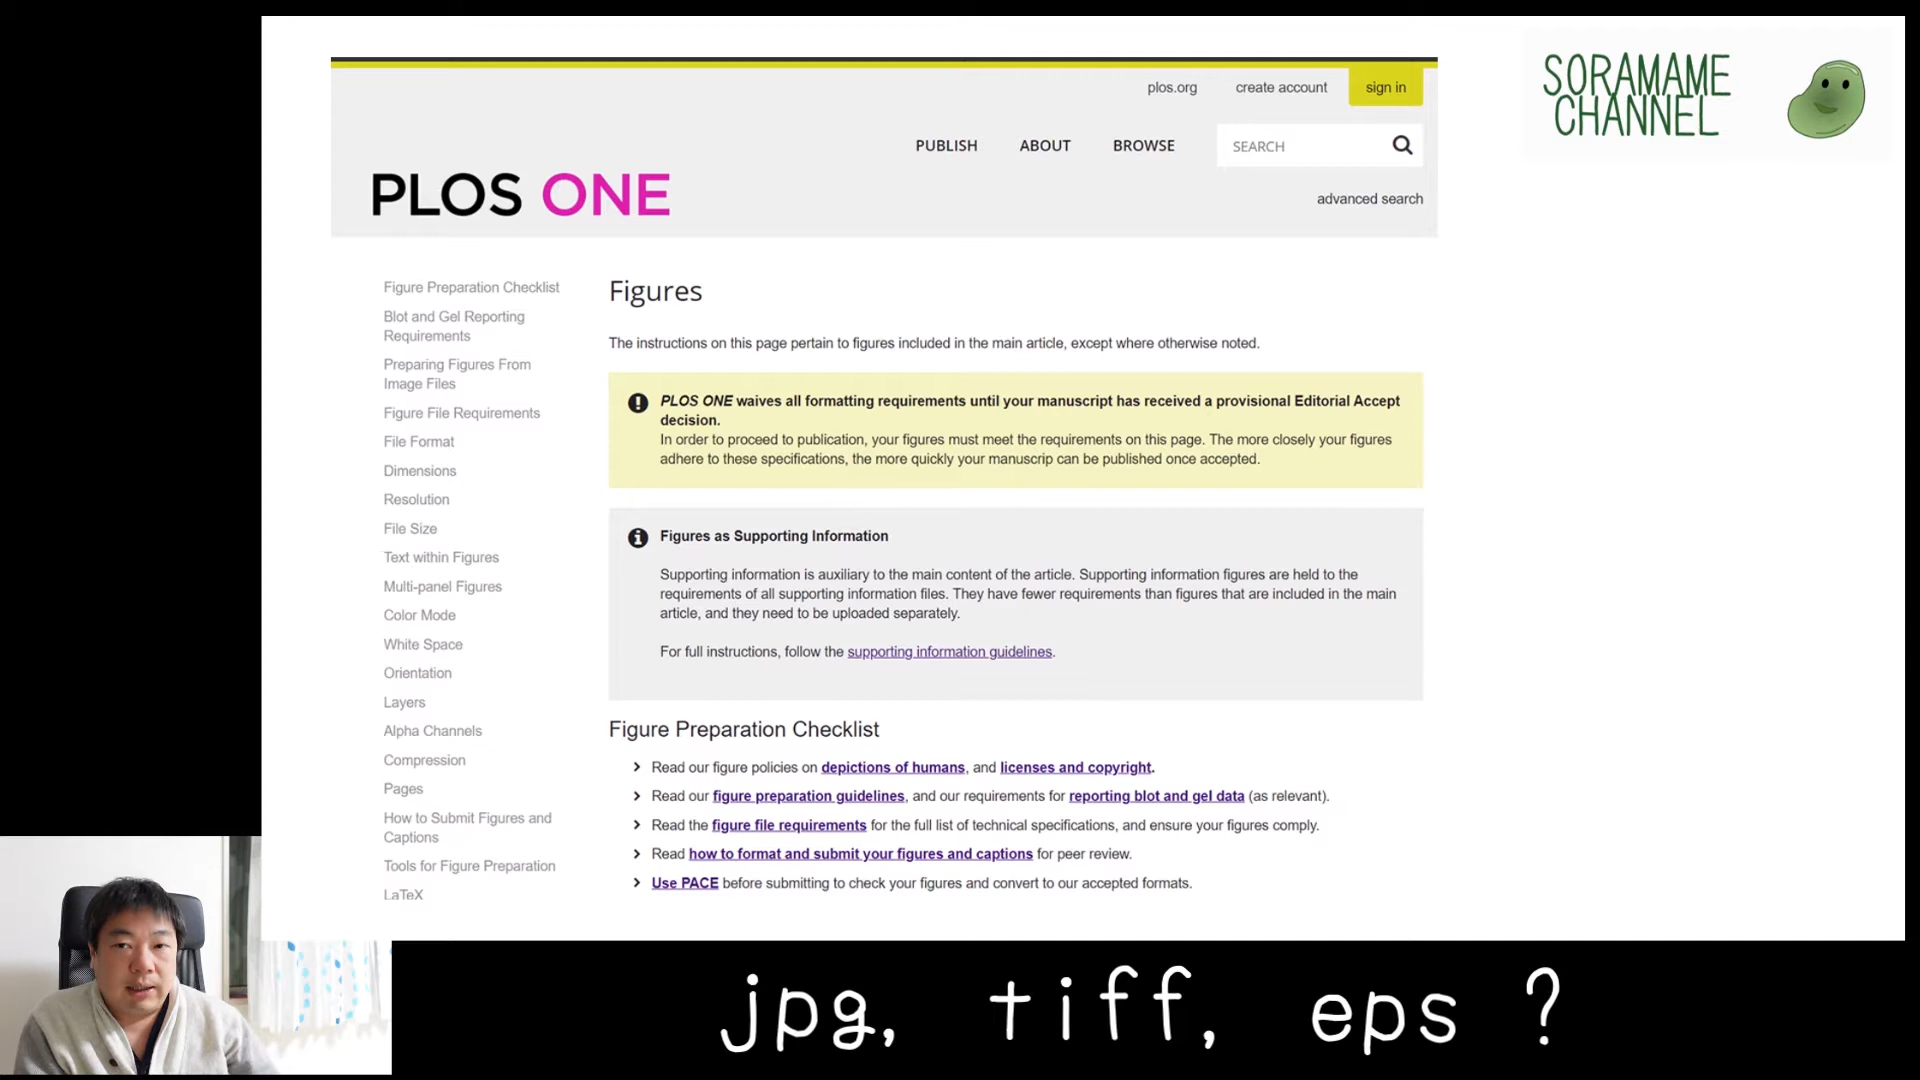 plos.org create account sign in
PUBLISH ABOUT BROWSE SEARCH
advanced search
PLOS ONE
SORAMAME
CHANNEL
Figure Preparation Checklist
Blot and Gel Reporting
Requirements
Preparing Figures From
Image Files
Figure File Requirements
File Format
Dimensions
Resolution
File Size
Text within Figures
Multi-panel Figures
Color Mode
White Space
Orientation
Layers
Alpha Channels
Compression
Pages
How to Submit Figures and
Captions
Tools for Figure Preparation
LaTeX
Figures
The instructions on this page pertain to figures included in the main article, except where otherwise noted.
PLOS ONE waives all formatting requirements until your manuscript has received a provisional Editorial Accept
decision.
In order to proceed to publication, your figures must meet the requirements on this page. The more closely your figures
adhere to these specifications, the more quickly your manuscrip can be published once accepted.
Figures as Supporting Information
Supporting information is auxiliary to the main content of the article. Supporting information figures are held to the
requirements of all supporting information files. They have fewer requirements than figures that are included in the main
article, and they need to be uploaded separately.
For full instructions, follow the supporting information guidelines.
Figure Preparation Checklist
Read our figure policies on depictions of humans, and licenses and copyright.
Read our figure preparation guidelines, and our requirements for reporting blot and gel data (as relevant).
Read the figure file requirements for the full list of technical specifications, and ensure your figures comply.
Read how to format and submit your figures and captions for peer review.
Use PACE before submitting to check your figures and convert to our accepted formats.
jpg, tiff, eps ?